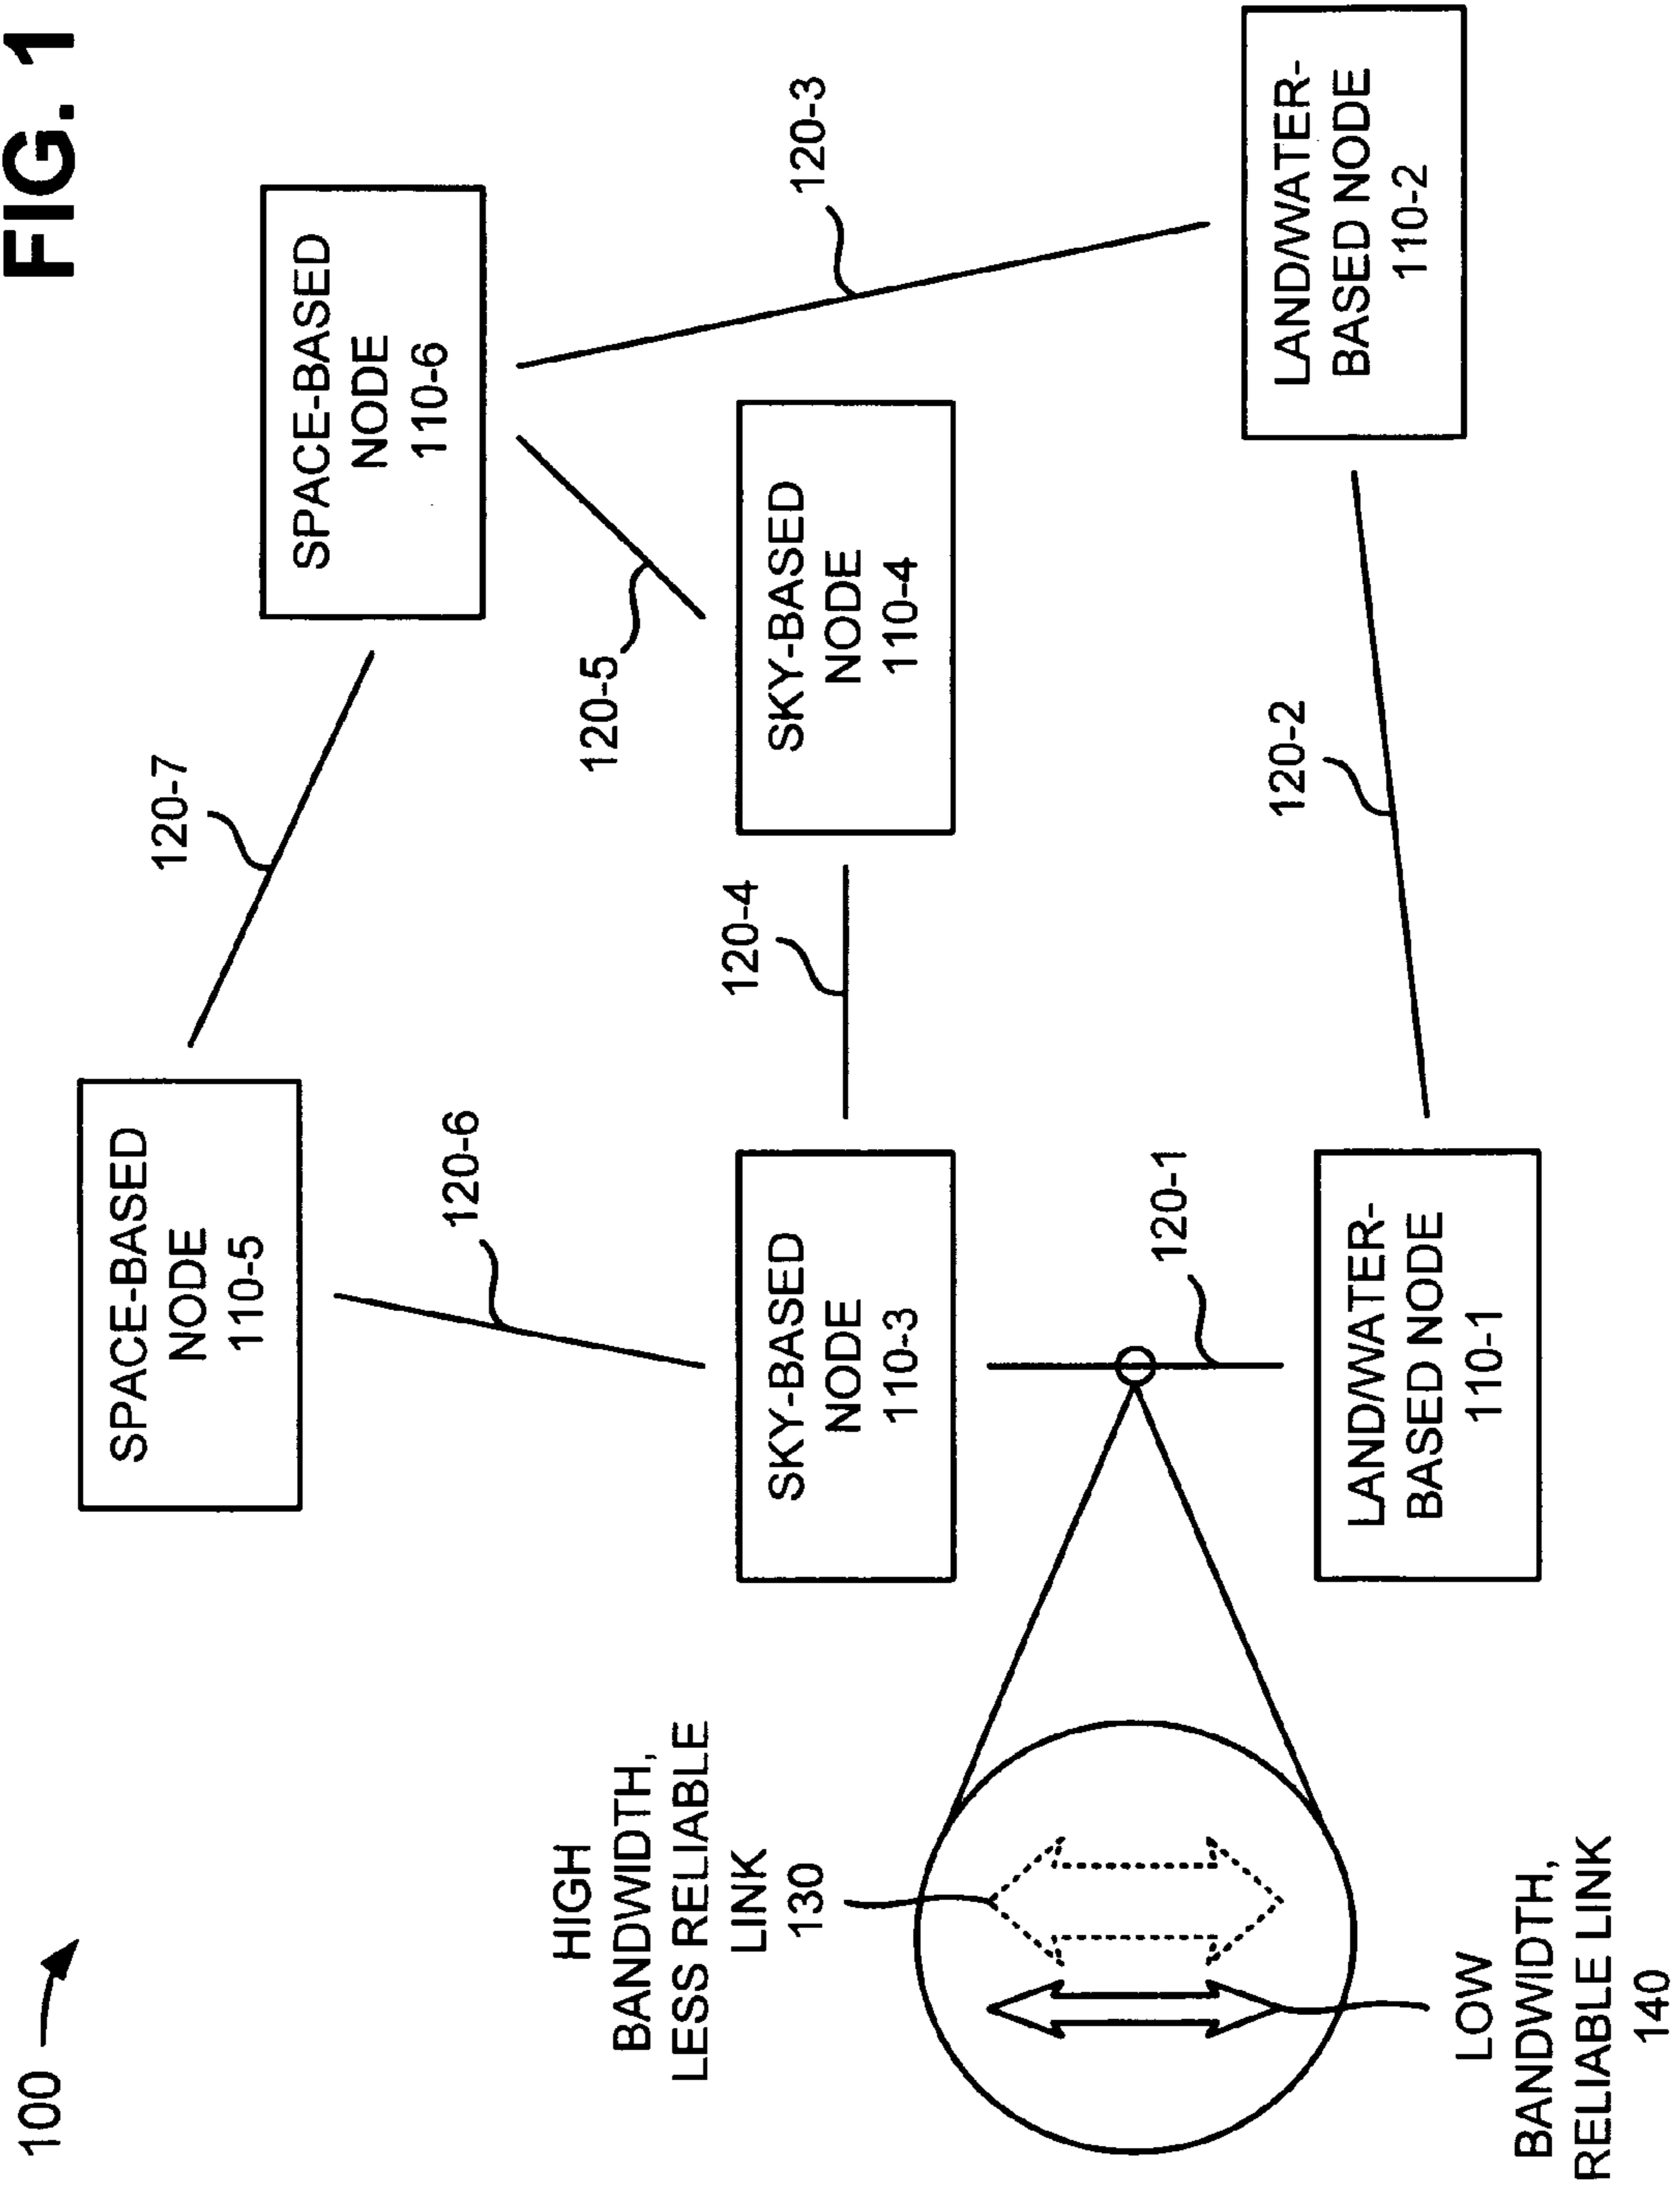 FIG. 1
100
SPACE-BASED
NODE
110-5
120-7
SPACE-BASED
NODE
110-6
120-6
120-5
120-3
HIGH
BANDWIDTH,
LESS RELIABLE
LINK
130
SKY-BASED
NODE
110-3
120-4
SKY-BASED
NODE
110-4
120-1
120-2
LOW
BANDWIDTH,
RELIABLE LINK
140
LAND/WATER-
BASED NODE
110-1
LAND/WATER-
BASED NODE
110-2